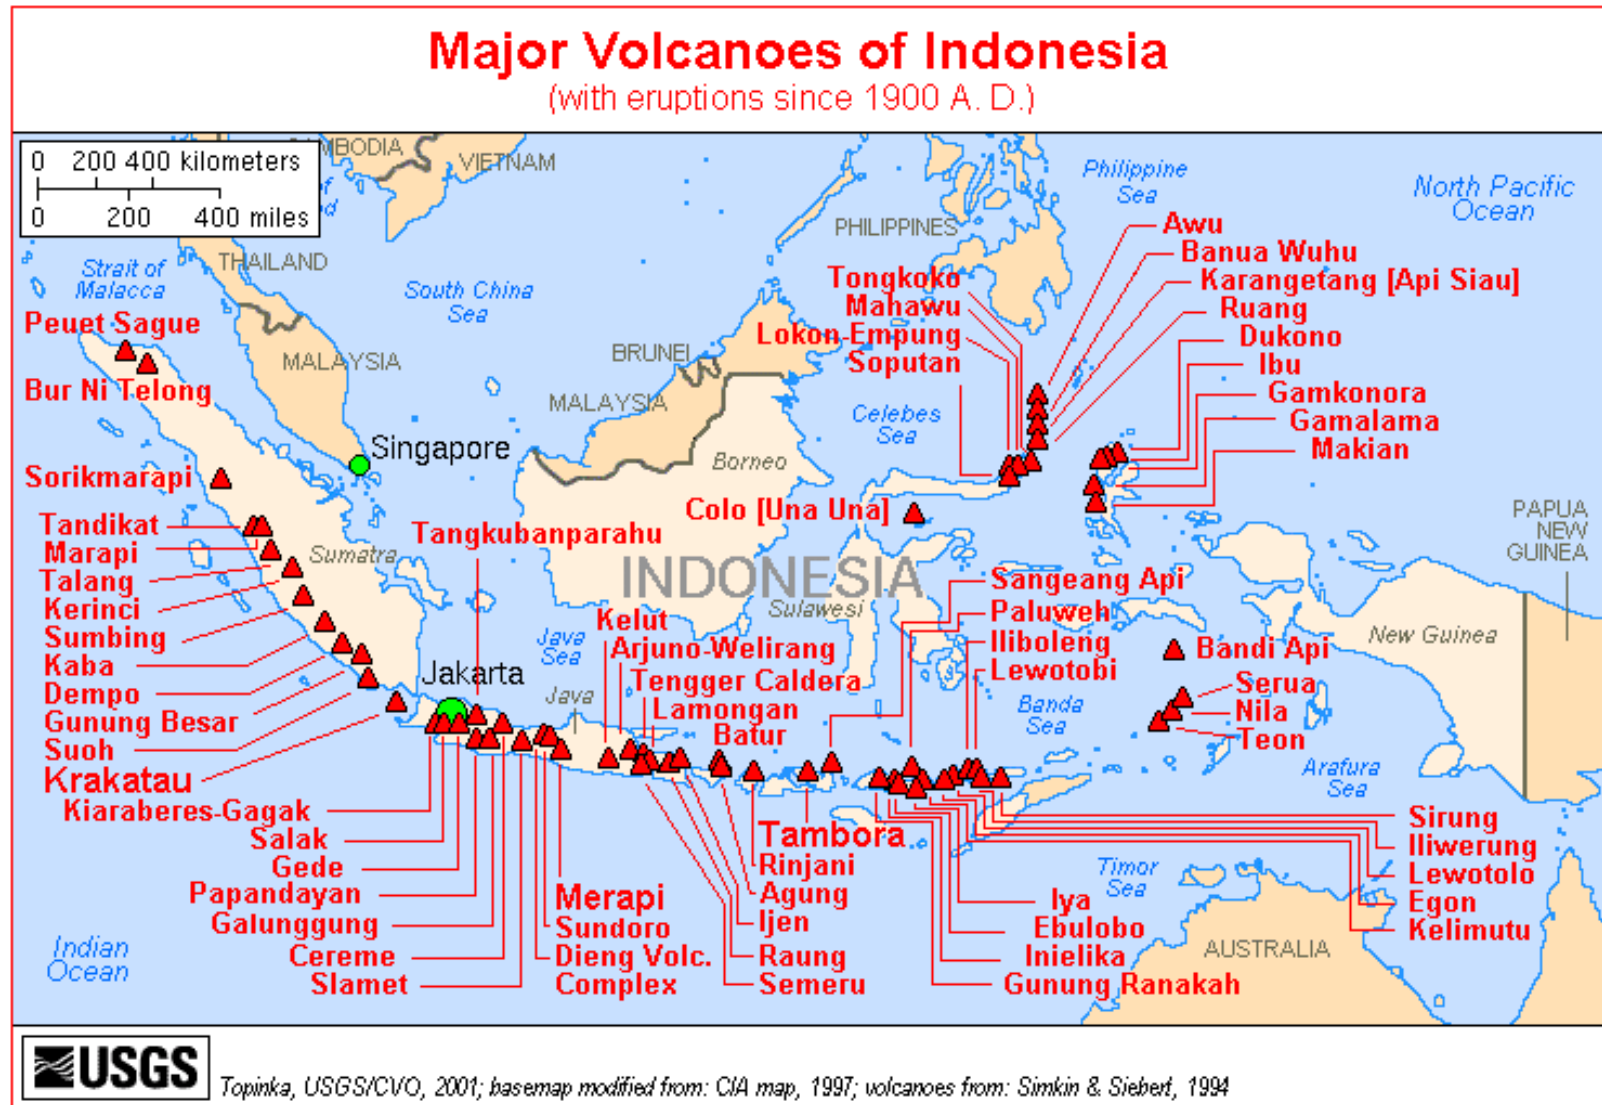 Major Volcanoes of Indonesia
(with eruptions since 1900 A. D.)
0 200 400 kilometers
0 200 400 miles
MBODIA
VIETNAM
of
d
THAILAND
Strait of
Malacca
South China
Sea
MALAYSIA
BRUNEI
MALAYSIA
PHILIPPINES
Philippine
Sea
North Pacific
Ocean
Celebes
Sea
Peuet Sague
Bur Ni Telong
Singapore
Borneo
Sorikmarapi
Tandikat
Marapi
Talang
Kerinci
Sumbing
Kaba
Dempo
Gunung Besar
Suoh
Krakatau
Sumatra
Tangkubanparahu
INDONESIA
Jakarta
Java
Sea
Java
Sulawesi
Tongkoko
Mahawu
Lokon-Empung
Soputan
Colo [Una Una]
Awu
Banua Wuhu
Karangetang [Api Siau]
Ruang
Dukono
Ibu
Gamkonora
Gamalama
Makian
PAPUA
NEW
GUINEA
New Guinea
Kelut
Arjuno-Welirang
Tengger Caldera
Lamongan
Batur
Sangeang Api
Paluweh
Iliboleng
Lewotobi
Bandi Api
Serua
Nila
Teon
Banda
Sea
Arafura
Sea
Kiaraberes-Gagak
Salak
Gede
Papandayan
Galunggung
Cereme
Slamet
Merapi
Sundoro
Dieng Volc.
Complex
Tambora
Rinjani
Agung
Ijen
Raung
Semeru
Iya
Ebulobo
Inielika
Gunung Ranakah
Sirung
Iliwerung
Lewotolo
Egon
Kelimutu
Timor
Sea
AUSTRALIA
Indian
Ocean
USGS
Topinka, USGS/CVO, 2001; basemap modified from: CIA map, 1997; volcanoes from: Simkin & Siebert, 1994